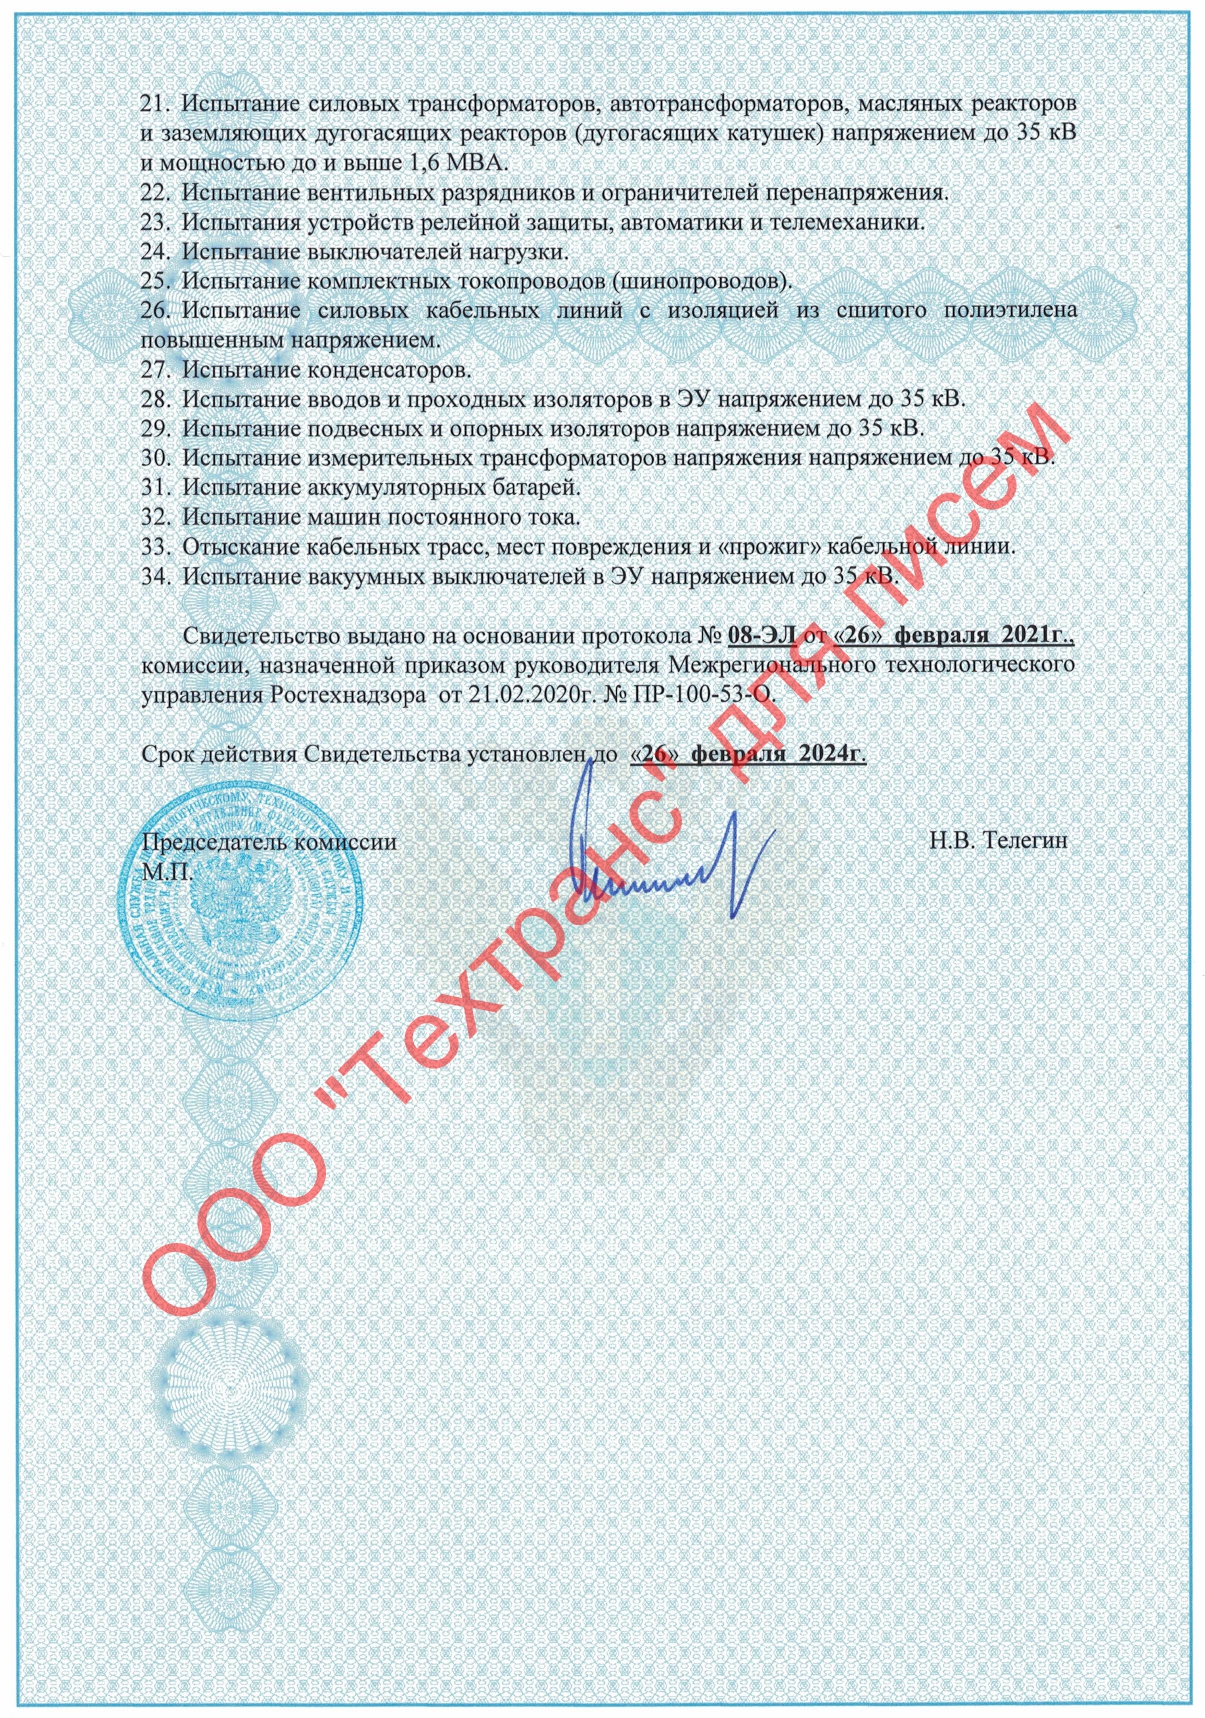 21. Испытание силовых трансформаторов, автотрансформаторов, масляных реакторов
и заземляющих дугогасящих реакторов (дугогасящих катушек) напряжением до 35 кВ
и мощностью до и выше 1,6 МВА.
22. Испытание вентильных разрядников и ограничителей перенапряжения.
23. Испытания устройств релейной защиты, автоматики и телемеханики.
24. Испытание выключателей нагрузки.
25. Испытание комплектных токопроводов (шинопроводов).
26. Испытание силовых кабельных линий с изоляцией из сшитого полиэтилена
повышенным напряжением.
27. Испытание конденсаторов.
28. Испытание вводов и проходных изоляторов в ЭУ напряжением до 35 кВ.
29. Испытание подвесных и опорных изоляторов напряжением до 35 кВ.
30. Испытание измерительных трансформаторов напряжения напряжением до 35 кВ.
31. Испытание аккумуляторных батарей.
32. Испытание машин постоянного тока.
33. Отыскание кабельных трасс, мест повреждения и «прожиг» кабельной линии.
34. Испытание вакуумных выключателей в ЭУ напряжением до 35 кВ.
Свидетельство выдано на основании протокола № 08-ЭЛ от «26» февраля 2021г.,
комиссии, назначенной приказом руководителя Межрегионального технологического
управления Ростехнадзора от 21.02.2020г. № ПР-100-53-О.
Срок действия Свидетельства установлен до «26» февраля 2024г.
Председатель комиссии Н.В. Телегин
М.П.
ООО "Техтранс" для писем